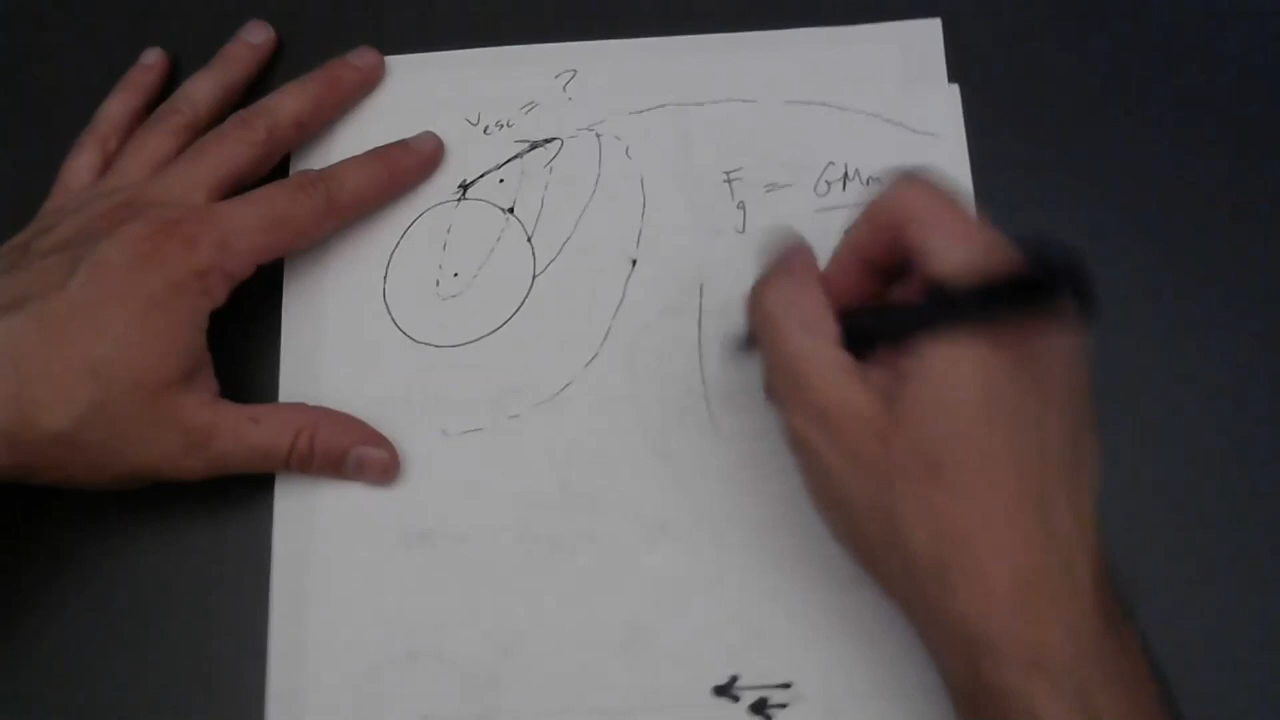 v_esc = ?
F_g = GMm